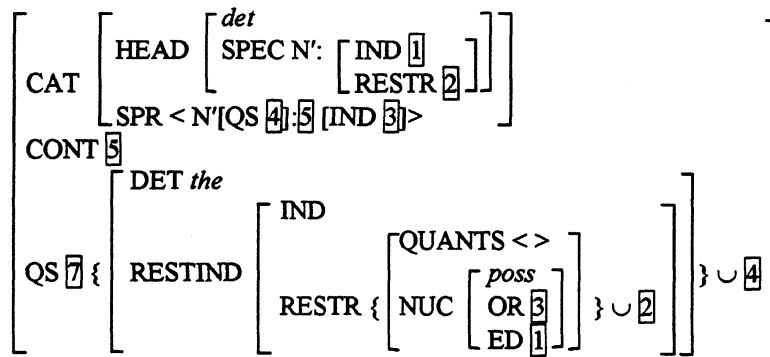 det
HEAD SPEC N': IND 1
CAT RESTR 2
SPR < N'[QS 4]:5 [IND 3]>
CONT 5
DET the
IND
QUANTS < >
QS 7 { RESTIND poss } ∪ 4
RESTR { NUC OR 3 } ∪ 2
ED 1